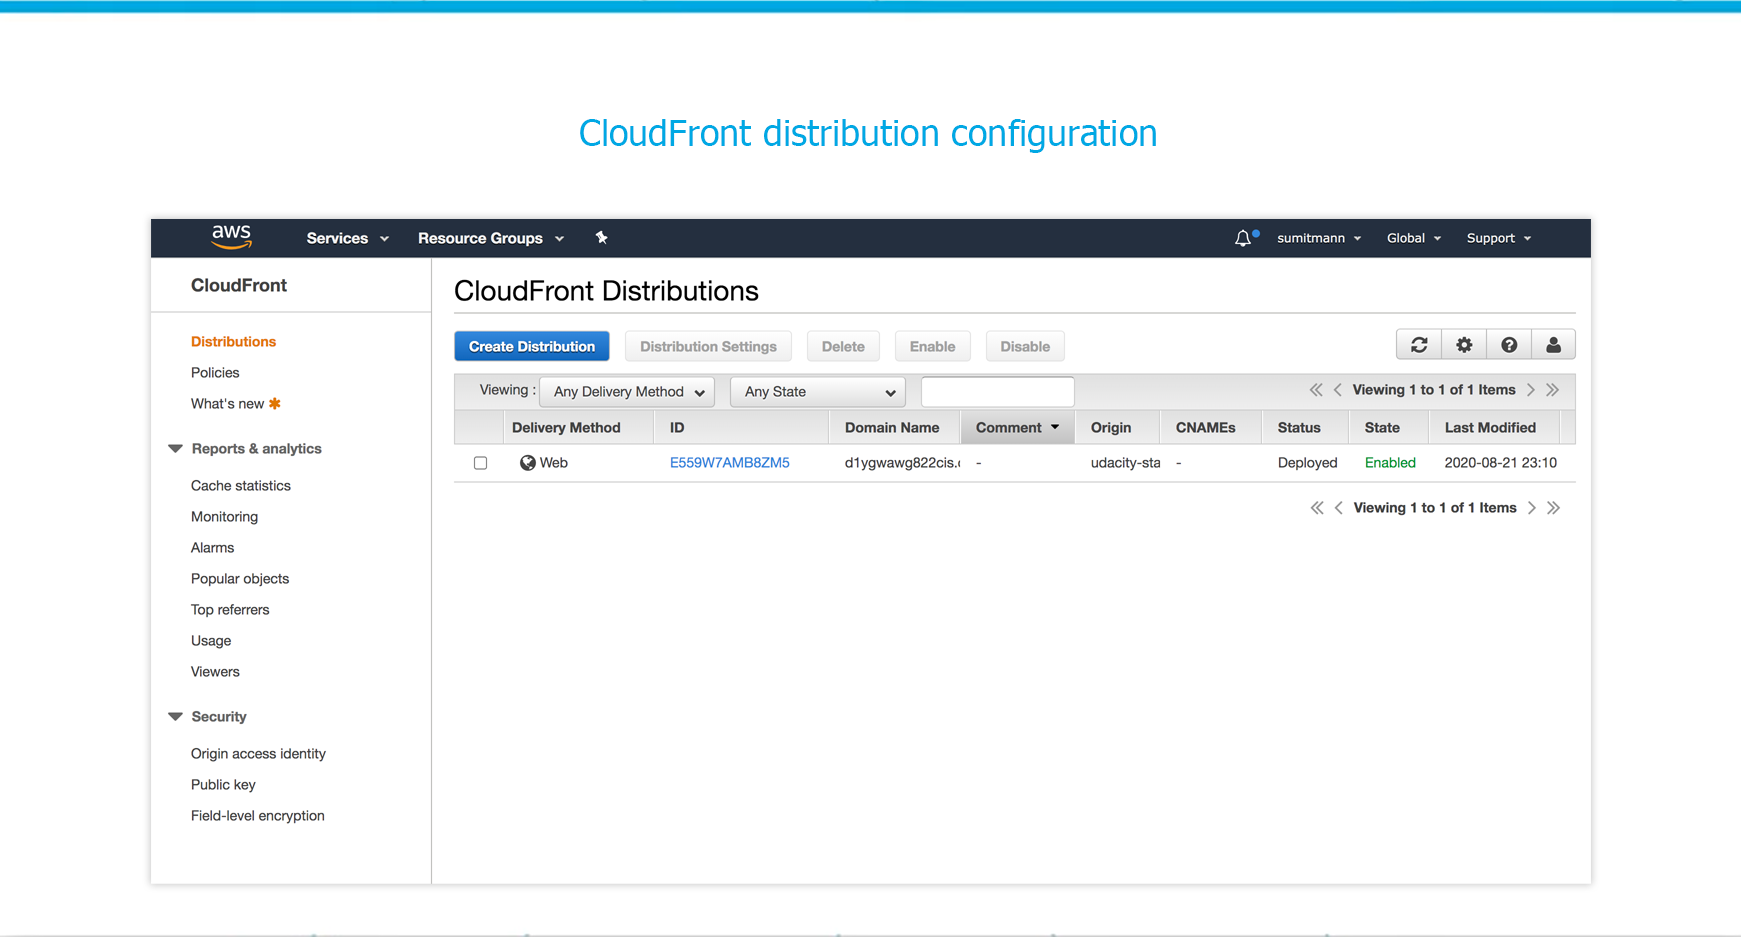 CloudFront distribution configuration
aws Services Resource Groups sumitmann Global Support
CloudFront
Distributions
Policies
What's new
Reports & analytics
Cache statistics
Monitoring
Alarms
Popular objects
Top referrers
Usage
Viewers
Security
Origin access identity
Public key
Field-level encryption
CloudFront Distributions
Create Distribution Distribution Settings Delete Enable Disable
Viewing : Any Delivery Method Any State Viewing 1 to 1 of 1 Items
Delivery Method ID Domain Name Comment Origin CNAMEs Status State Last Modified
Web E559W7AMB8ZM5 d1ygwawg822cis. - udacity-sta - Deployed Enabled 2020-08-21 23:10
Viewing 1 to 1 of 1 Items